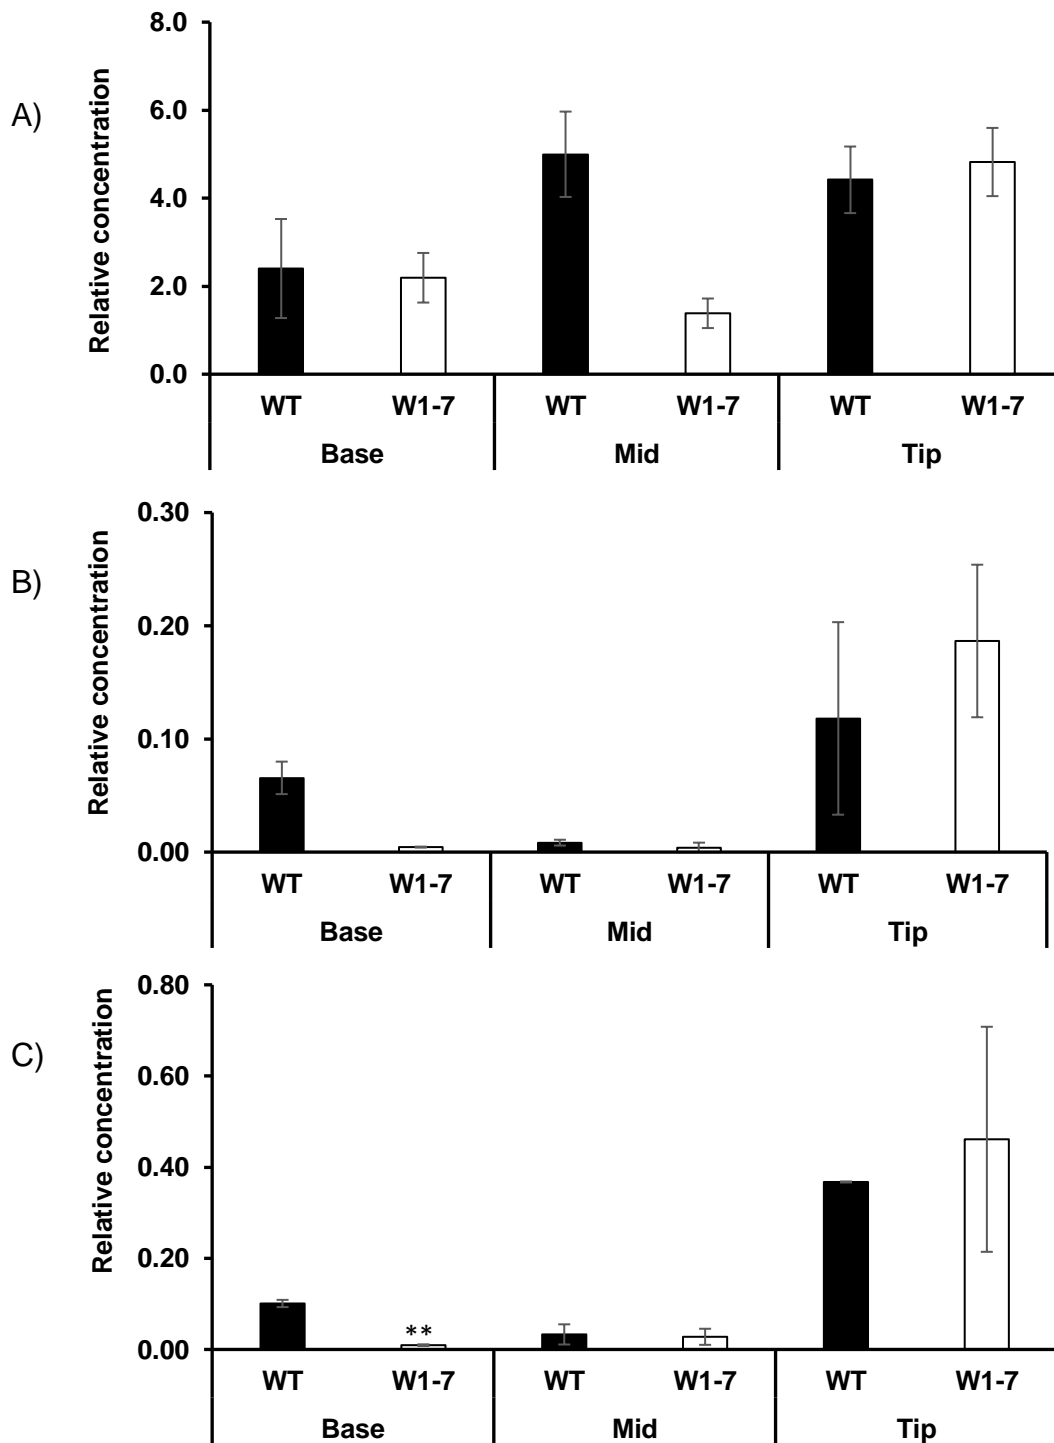 A)
Relative concentration
8.0
6.0
4.0
2.0
0.0
WT W1-7 WT W1-7 WT W1-7
Base Mid Tip
B)
Relative concentration
0.30
0.20
0.10
0.00
WT W1-7 WT W1-7 WT W1-7
Base Mid Tip
C)
Relative concentration
0.80
0.60
0.40
0.20
0.00
**
WT W1-7 WT W1-7 WT W1-7
Base Mid Tip